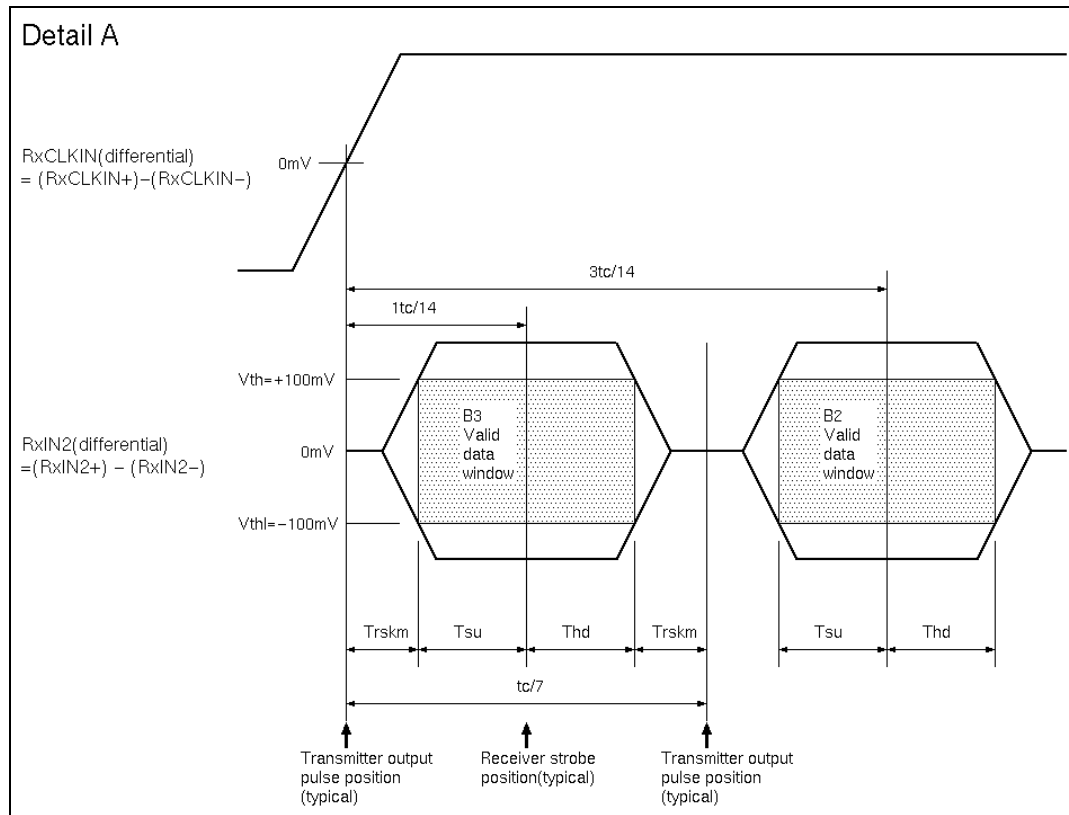 Detail A
RxCLKIN(differential)
= (RxCLKIN+)−(RxCLKIN−)
0mV
3tc/14
1tc/14
Vth=+100mV
B3
Valid
data
window
B2
Valid
data
window
RxIN2(differential)
=(RxIN2+) − (RxIN2−)
0mV
Vthl=−100mV
Trskm
Tsu
Thd
Trskm
Tsu
Thd
tc/7
Transmitter output
pulse position
(typical)
Receiver strobe
position(typical)
Transmitter output
pulse position
(typical)